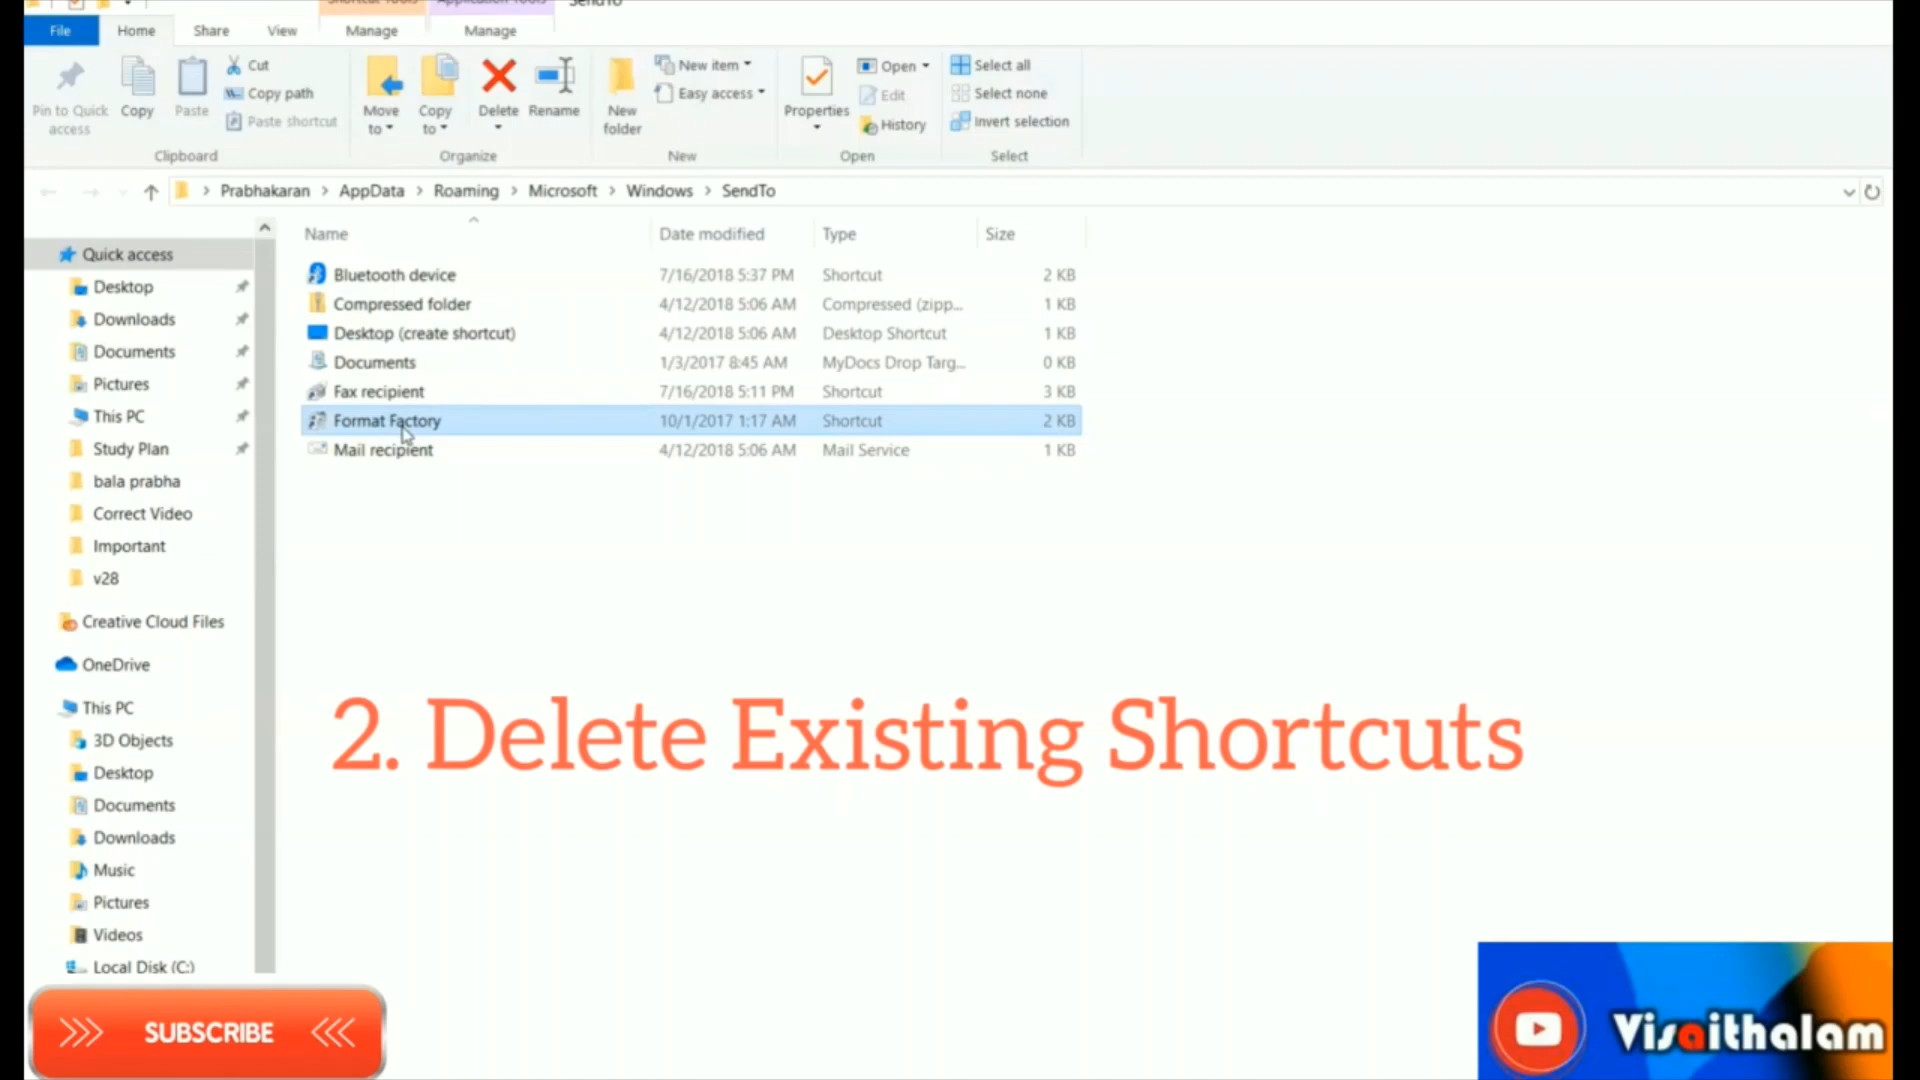 Shortcut Tools
Application Tools
SendTo
File
Home
Share
View
Manage
Manage
Pin to Quick access
Copy
Paste
Cut
Copy path
Paste shortcut
Move to
Copy to
Delete
Rename
New folder
New item
Easy access
Properties
Open
Edit
History
Select all
Select none
Invert selection
Clipboard
Organize
New
Open
Select
> Prabhakaran > AppData > Roaming > Microsoft > Windows > SendTo
Name Date modified Type Size
Bluetooth device 7/16/2018 5:37 PM Shortcut 2 KB
Compressed folder 4/12/2018 5:06 AM Compressed (zipp... 1 KB
Desktop (create shortcut) 4/12/2018 5:06 AM Desktop Shortcut 1 KB
Documents 1/3/2017 8:45 AM MyDocs Drop Targ... 0 KB
Fax recipient 7/16/2018 5:11 PM Shortcut 3 KB
Format Factory 10/1/2017 1:17 AM Shortcut 2 KB
Mail recipient 4/12/2018 5:06 AM Mail Service 1 KB
Quick access
Desktop
Downloads
Documents
Pictures
This PC
Study Plan
bala prabha
Correct Video
Important
v28
Creative Cloud Files
OneDrive
This PC
3D Objects
Desktop
Documents
Downloads
Music
Pictures
Videos
Local Disk (C:)
2. Delete Existing Shortcuts
SUBSCRIBE
Visaithalam